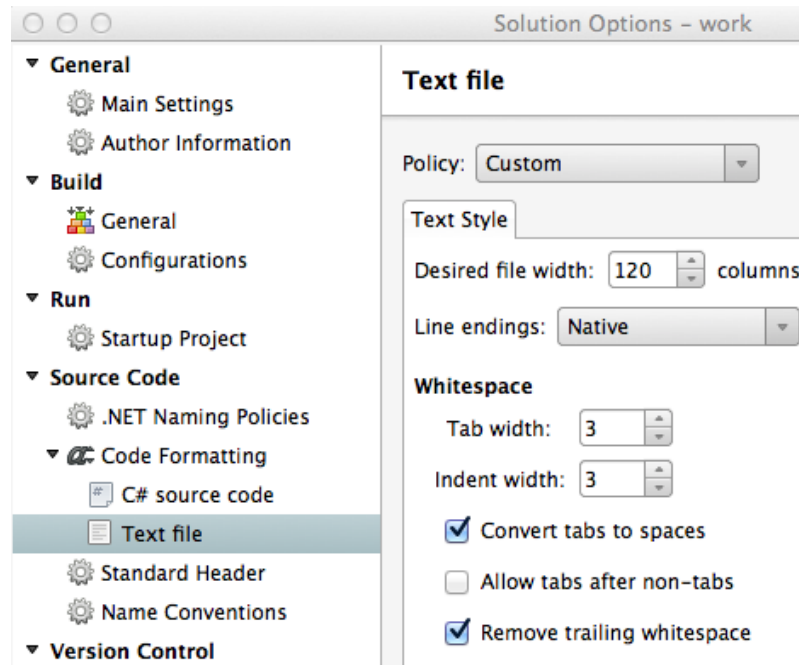 Solution Options – work
General
Main Settings
Author Information
Build
General
Configurations
Run
Startup Project
Source Code
.NET Naming Policies
Code Formatting
C# source code
Text file
Standard Header
Name Conventions
Version Control
Text file
Policy: Custom
Text Style
Desired file width: 120 columns
Line endings: Native
Whitespace
Tab width: 3
Indent width: 3
Convert tabs to spaces
Allow tabs after non-tabs
Remove trailing whitespace